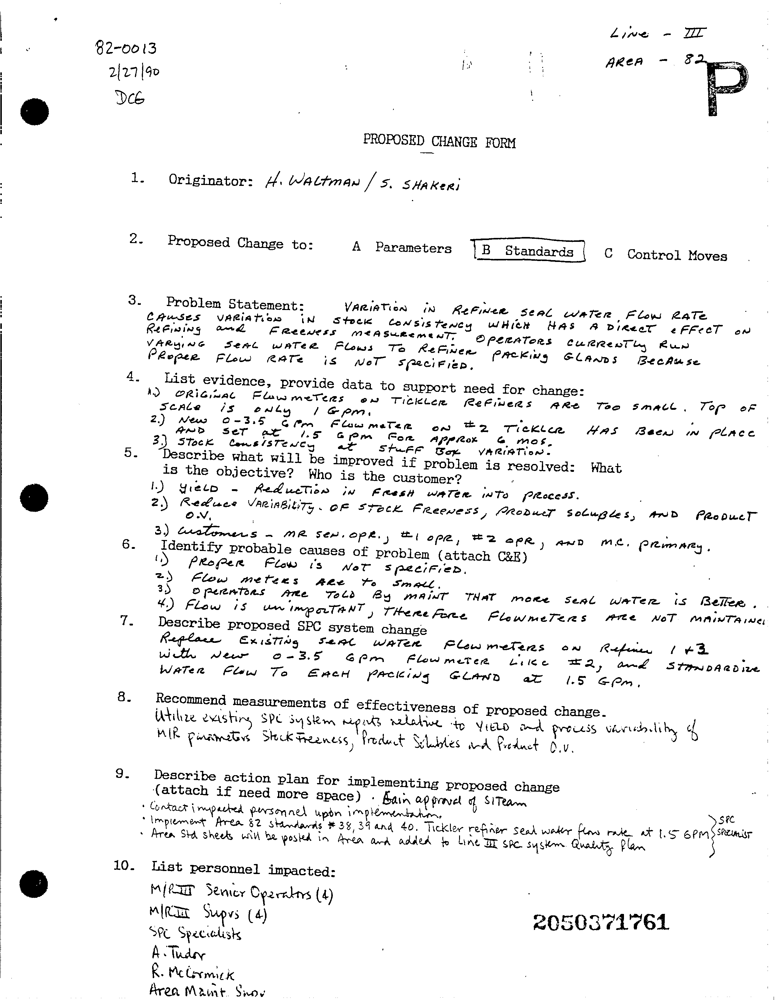 Line - III
82-0013
AREA - 82
2/27/90
P
DCG
PROPOSED CHANGE FORM
1. Originator: H. WALTMAN / S. SHAKERI
2. Proposed Change to: A Parameters B Standards C Control Moves
3. Problem Statement: VARIATION IN REFINER SEAL WATER FLOW RATE
CAUSES VARIATION IN STOCK CONSISTENCY WHICH HAS A DIRECT EFFECT ON
REFINING and FREENESS MEASUREMENT. OPERATORS CURRENTLY RUN
VARYING SEAL WATER FLOWS TO REFINER PACKING GLANDS BECAUSE
PROPER FLOW RATE IS NOT SPECIFIED.
4. List evidence, provide data to support need for change:
1.) ORIGINAL FLOWMETERS ON TICKLER REFINERS ARE TOO SMALL. TOP OF
SCALE IS ONLY 1 GPM.
2.) NEW 0-3.5 GPM FLOWMETER ON #2 TICKLER HAS BEEN IN PLACE
AND SET at 1.5 GPM FOR APPROX 6 MOS.
3.) STOCK CONSISTENCY at STUFF BOX VARIATION.
5. Describe what will be improved if problem is resolved: What
is the objective? Who is the customer?
1.) YIELD - REDUCTION IN FRESH WATER INTO PROCESS.
2.) Reduce VARIABILITY OF STOCK FREENESS, PRODUCT SOLUBLES, AND PRODUCT
O.V.
3.) Customers - MR SEN. OPR., #1 OPR, #2 OPR, AND M.C. PRIMARY.
6. Identify probable causes of problem (attach C&E)
1.) PROPER FLOW IS NOT SPECIFIED.
2.) FLOW METERS ARE TO SMALL.
3.) OPERATORS ARE TOLD By MAINT THAT MORE SEAL WATER IS BETTER.
4.) FLOW IS UNIMPORTANT, THEREFORE FLOWMETERS ARE NOT MAINTAINED
7. Describe proposed SPC system change
Replace EXISTING SEAL WATER FLOWMETERS ON Refiner 1+3
With New 0-3.5 GPM FLOWMETER LIKE #2, and STANDARDIZE
WATER FLOW TO EACH PACKING GLAND at 1.5 GPM.
8. Recommend measurements of effectiveness of proposed change.
Utilize existing SPC system reports relative to YIELD and process variability of
M/R parameters Stock Freeness, Product Solubles and Product O.V.
9. Describe action plan for implementing proposed change
(attach if need more space) . Gain approval of SITeam
· Contact impacted personnel upon implementation.
· Implement Area 82 Standards #38, 39 and 40. Tickler refiner seal water flow rate at 1.5 GPM } SPC SPECIALIST
· Area Std sheets will be posted in Area and added to Line III SPC system Quality Plan
10. List personnel impacted:
M/R III Senior Operators (4)
M/R III Suprs (4)
SPC Specialists
A. Tudor
R. McCormick
Area Maint Supv
2050371761